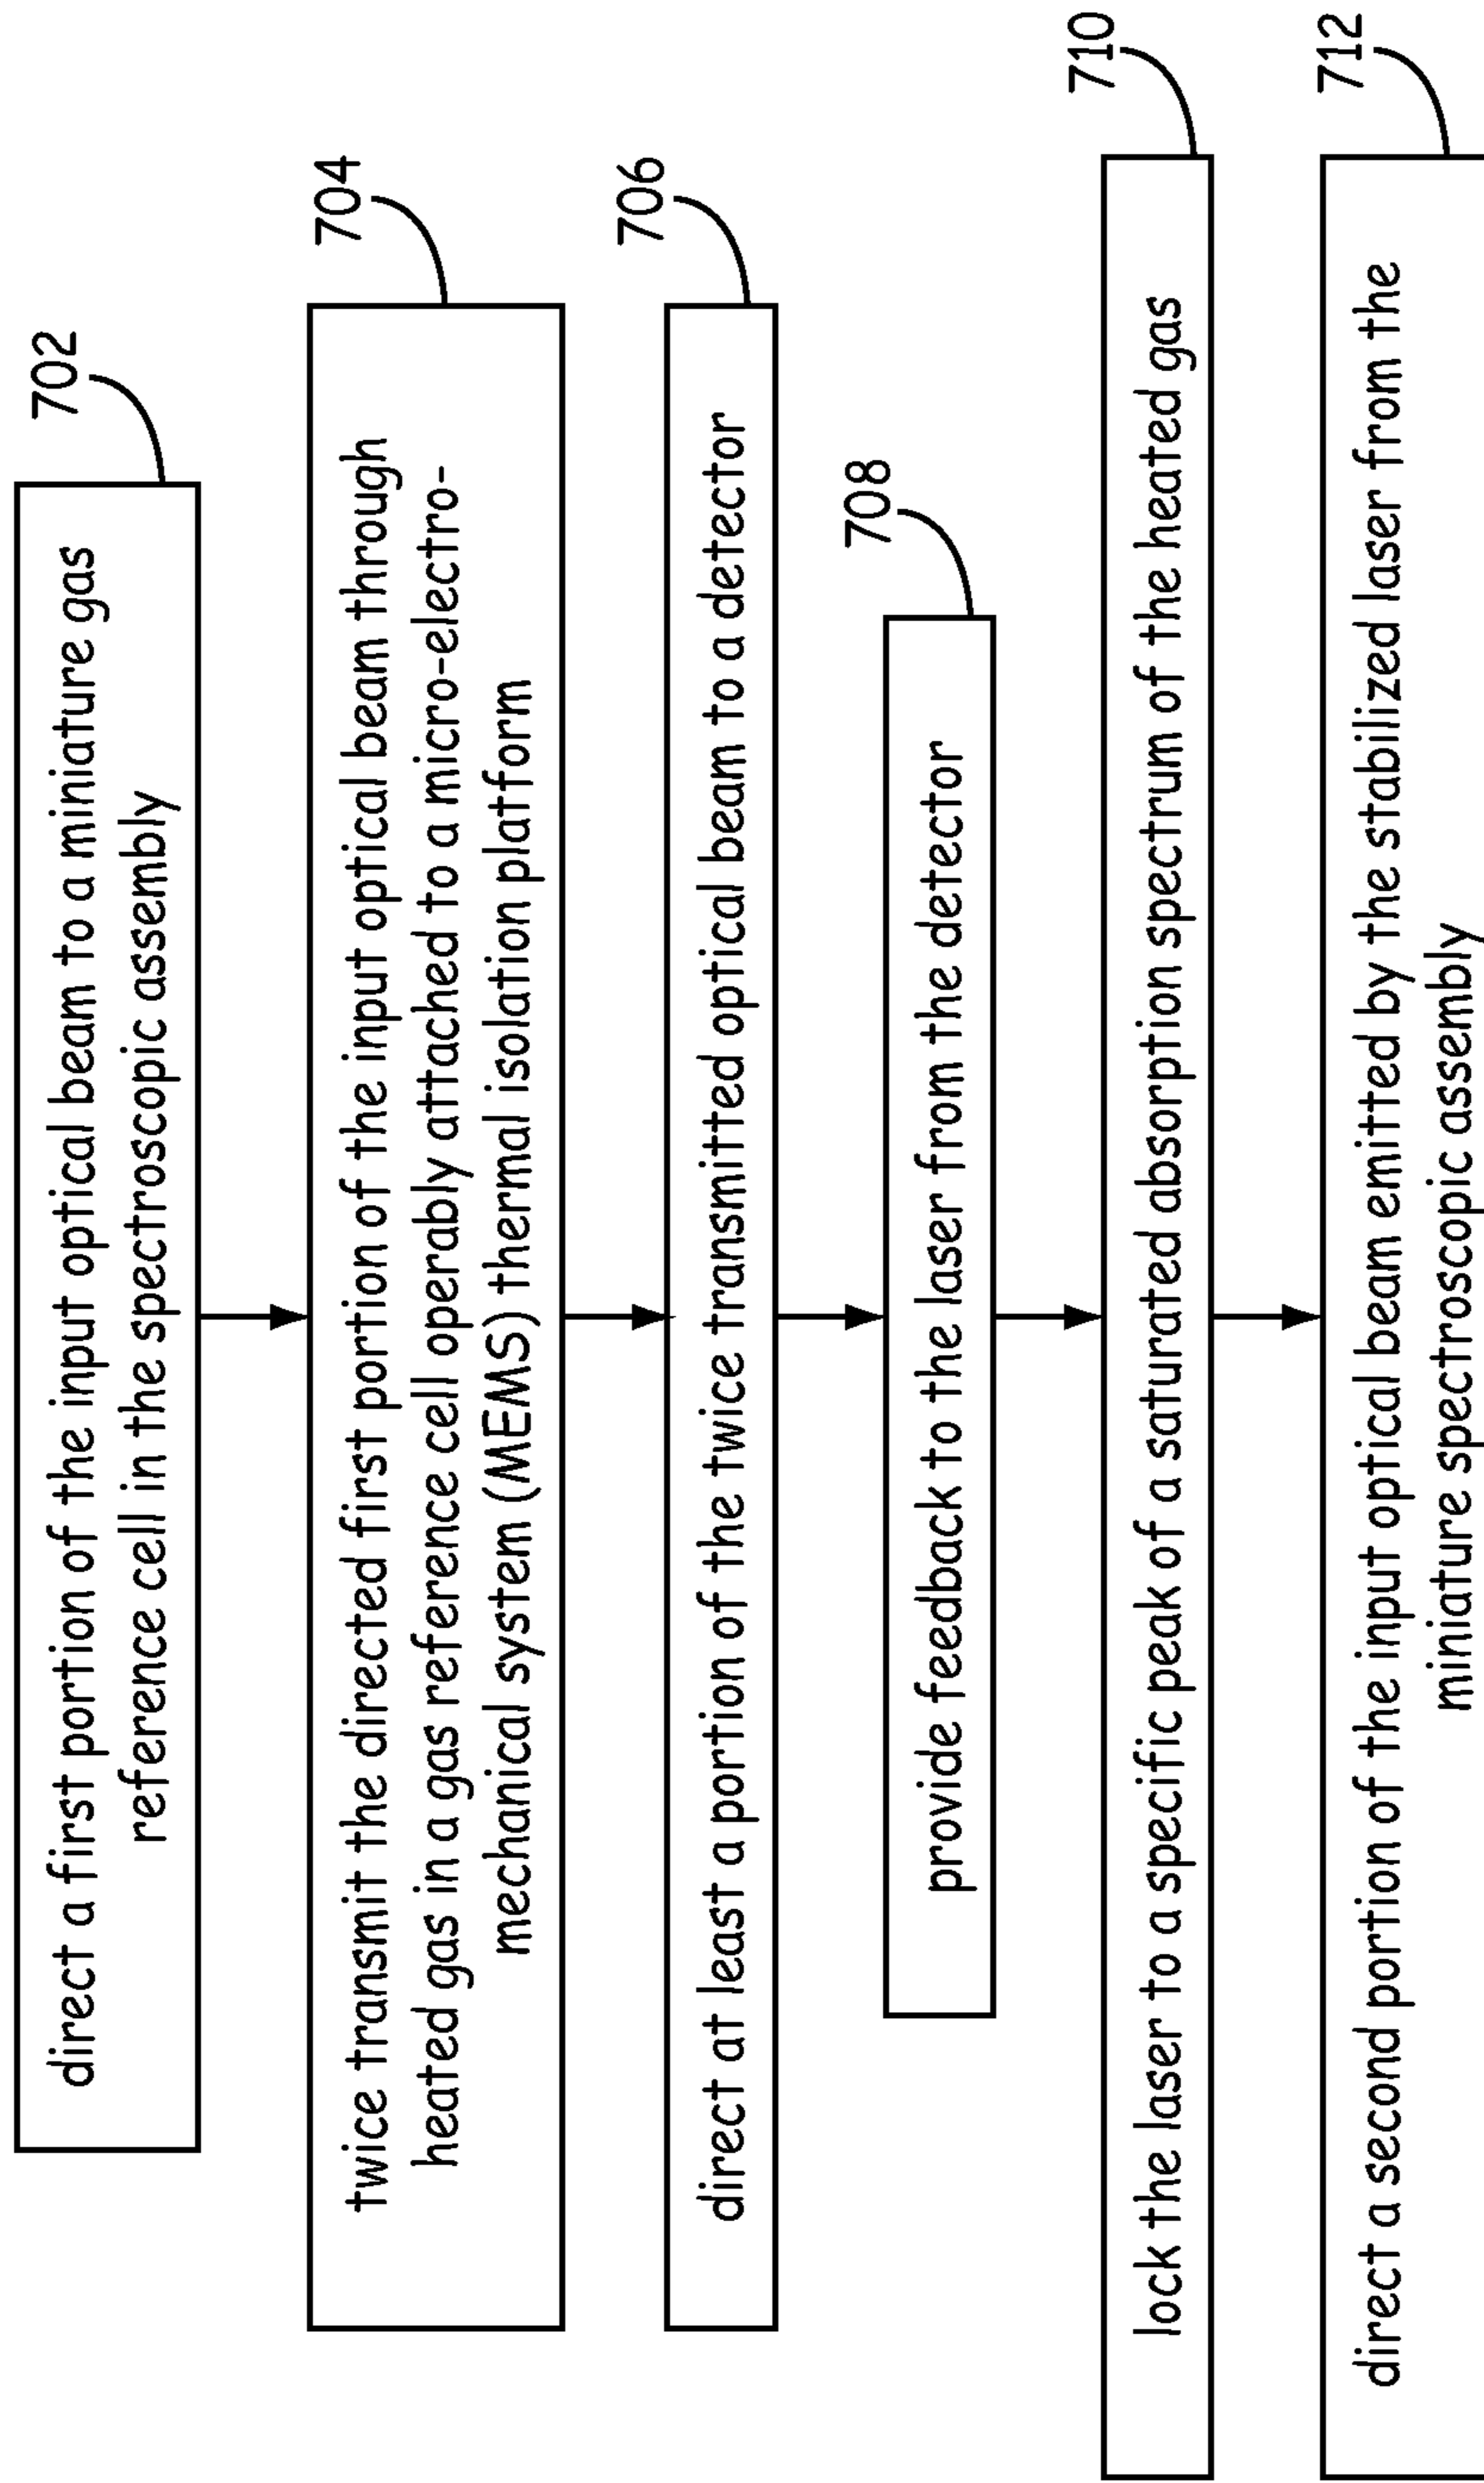 702
direct a first portion of the input optical beam to a miniature gas
reference cell in the spectroscopic assembly
704
twice transmit the directed first portion of the input optical beam through
heated gas in a gas reference cell operably attached to a micro-electro-
mechanical system (MEMS) thermal isolation platform
706
direct at least a portion of the twice transmitted optical beam to a detector
708
provide feedback to the laser from the detector
710
lock the laser to a specific peak of a saturated absorption spectrum of the heated gas
712
direct a second portion of the input optical beam emitted by the stabilized laser from the
miniature spectroscopic assembly